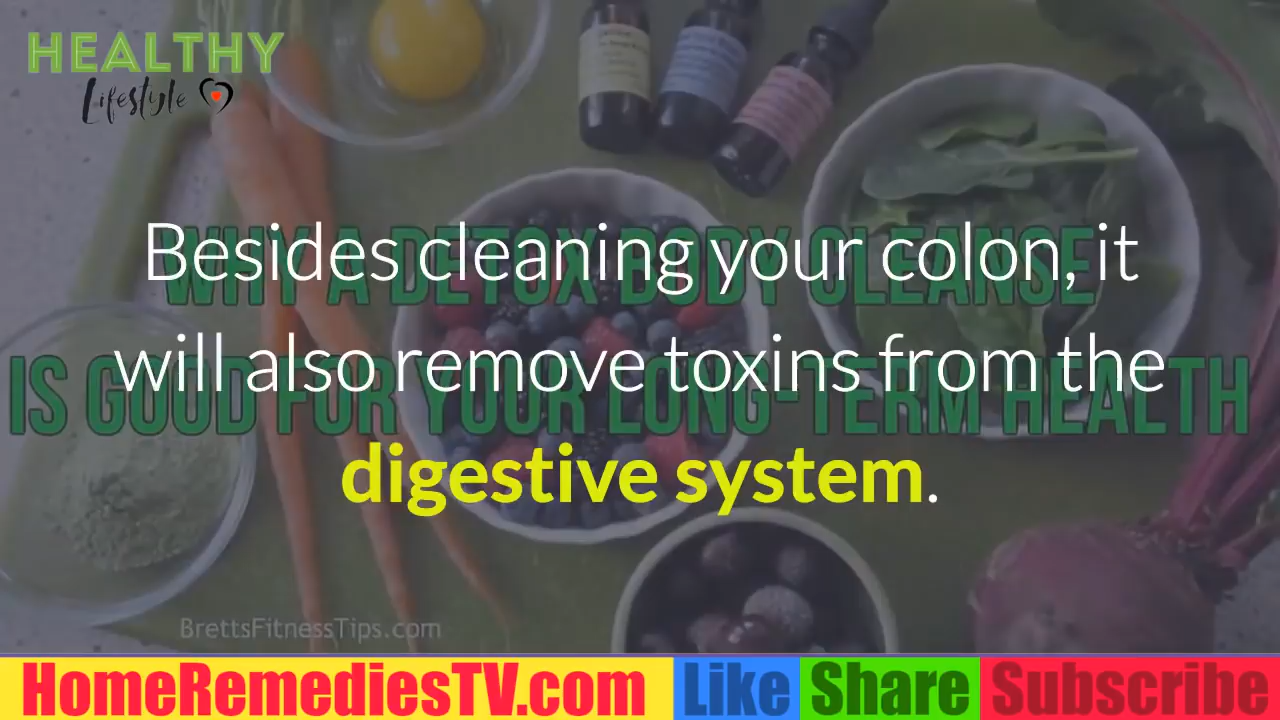 HEALTHY
Lifestyle
WHY A DETOX BODY CLEANSE
IS GOOD FOR YOUR LONG-TERM HEALTH
Besides cleaning your colon, it
will also remove toxins from the
digestive system.
BrettsFitnessTips.com
HomeRemediesTV.com Like Share Subscribe